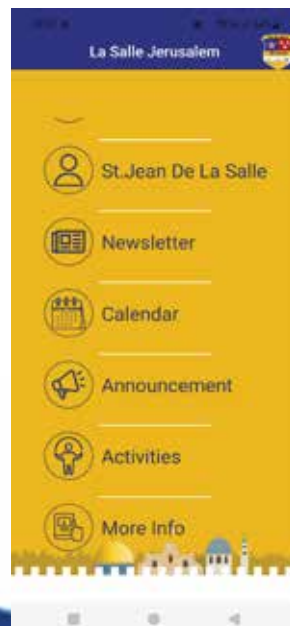 La Salle Jerusalem
St.Jean De La Salle
Newsletter
Calendar
Announcement
Activities
More Info